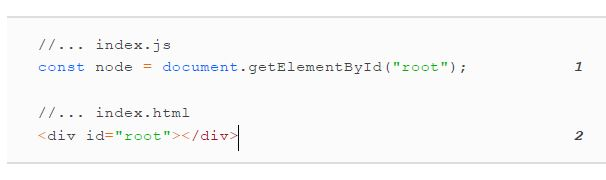 //... index.js
const node = document.getElementById("root"); 1
//... index.html
<div id="root"></div> 2